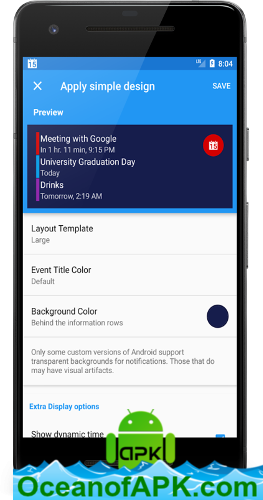 15
8:04
Apply simple design
SAVE
Preview
Meeting with Google
In 1 hr. 11 min, 9:15 PM
15
University Graduation Day
Today
Drinks
Tomorrow, 2:19 AM
Layout Template
Large
Event Title Color
Default
Background Color
Behind the information rows
Only some custom versions of Android support
transparent backgrounds for notifications. Those that do
may have visual artifacts.
Extra Display options
Show dynamic time
apk
OceanofAPK.com